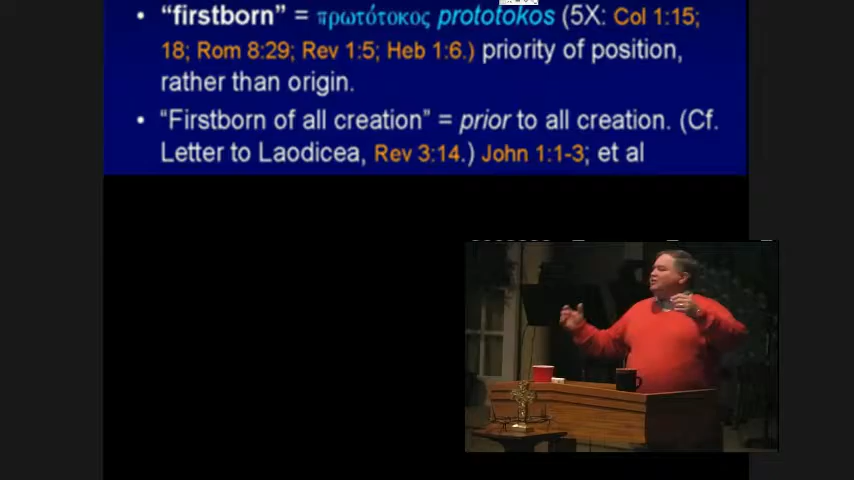 • “firstborn” = πρωτότοκος prototokos (5X: Col 1:15;
18; Rom 8:29; Rev 1:5; Heb 1:6.) priority of position,
rather than origin.
• “Firstborn of all creation” = prior to all creation. (Cf.
Letter to Laodicea, Rev 3:14.) John 1:1-3; et al